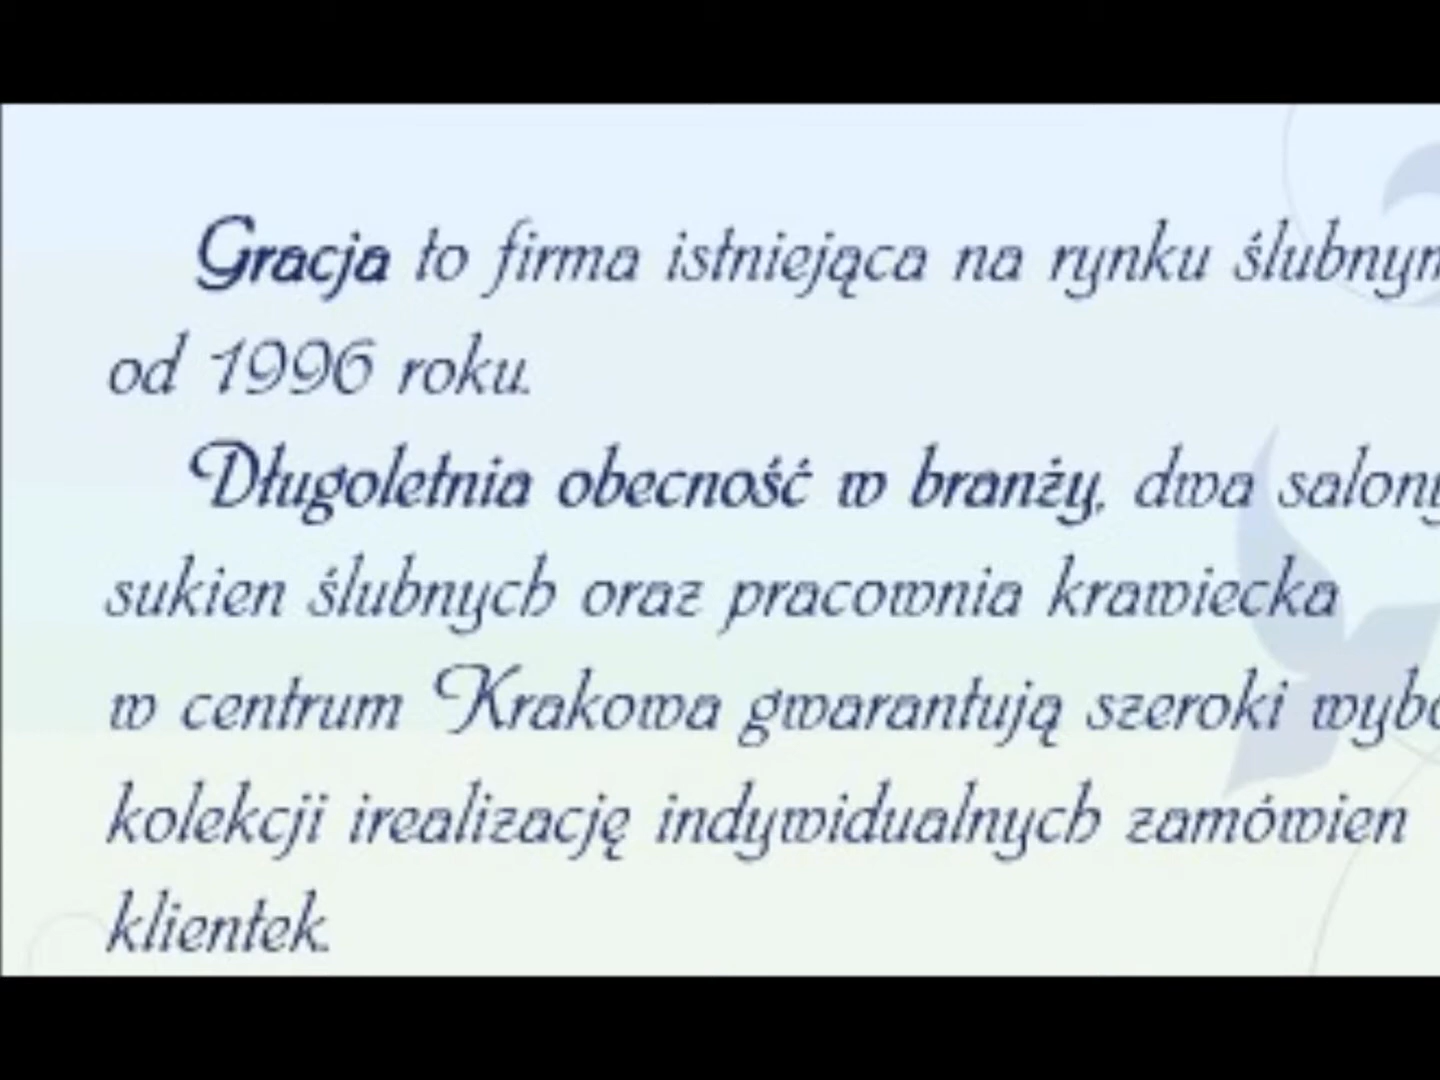 Gracja to firma istniejąca na rynku ślubnym
od 1996 roku.
Długoletnia obecność w branży, dwa salony
sukien ślubnych oraz pracownia krawiecka
w centrum Krakowa gwarantują szeroki wybó
kolekcji irealizację indywidualnych zamówien
klientek.